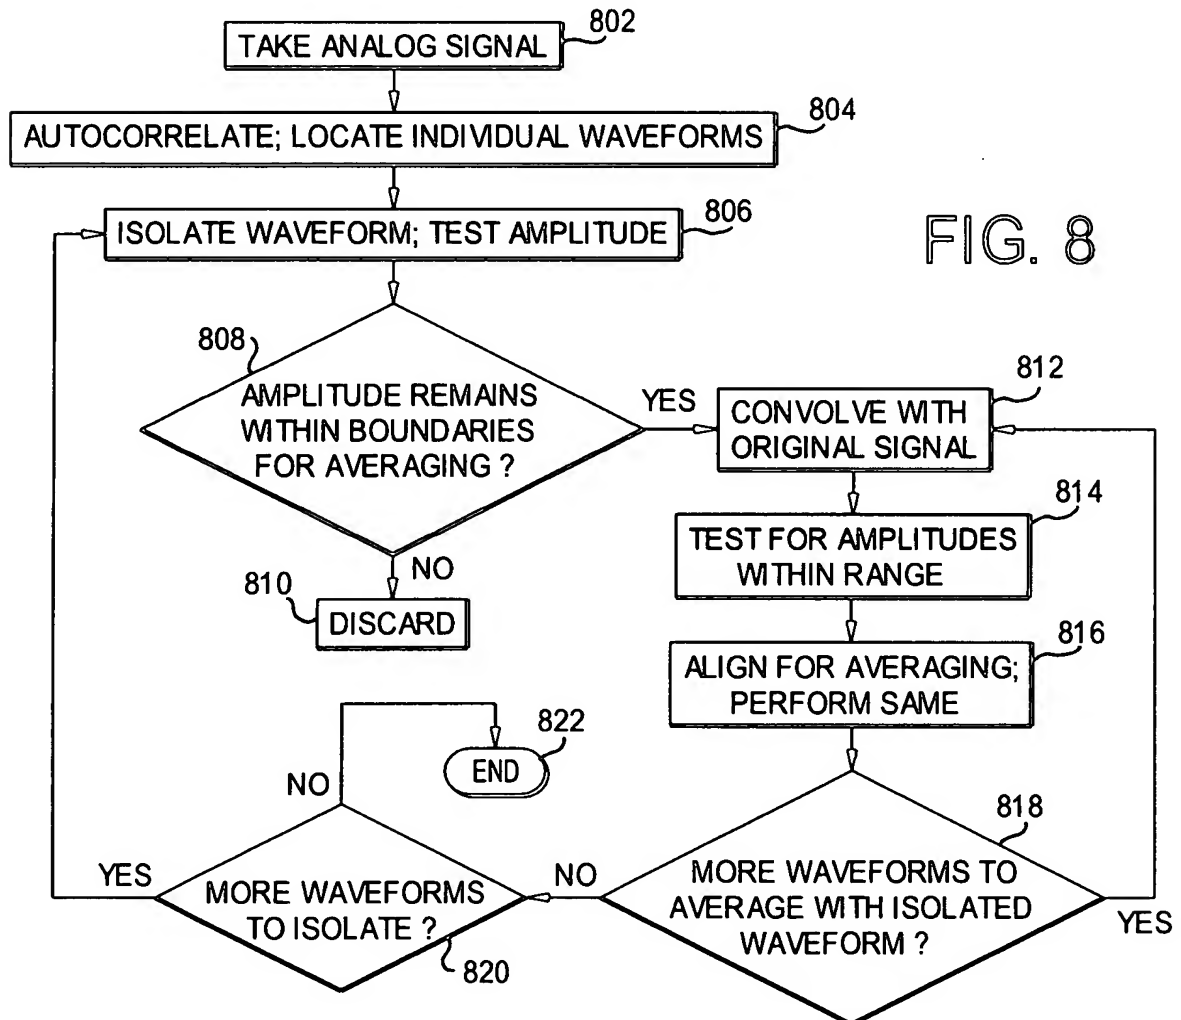 TAKE ANALOG SIGNAL
802
AUTOCORRELATE; LOCATE INDIVIDUAL WAVEFORMS
804
ISOLATE WAVEFORM; TEST AMPLITUDE
806
FIG. 8
808
AMPLITUDE REMAINS
WITHIN BOUNDARIES
FOR AVERAGING ?
YES
812
CONVOLVE WITH
ORIGINAL SIGNAL
NO
810
DISCARD
814
TEST FOR AMPLITUDES
WITHIN RANGE
816
ALIGN FOR AVERAGING;
PERFORM SAME
818
MORE WAVEFORMS TO
AVERAGE WITH ISOLATED
WAVEFORM ?
YES
NO
MORE WAVEFORMS
TO ISOLATE ?
820
YES
NO
822
END